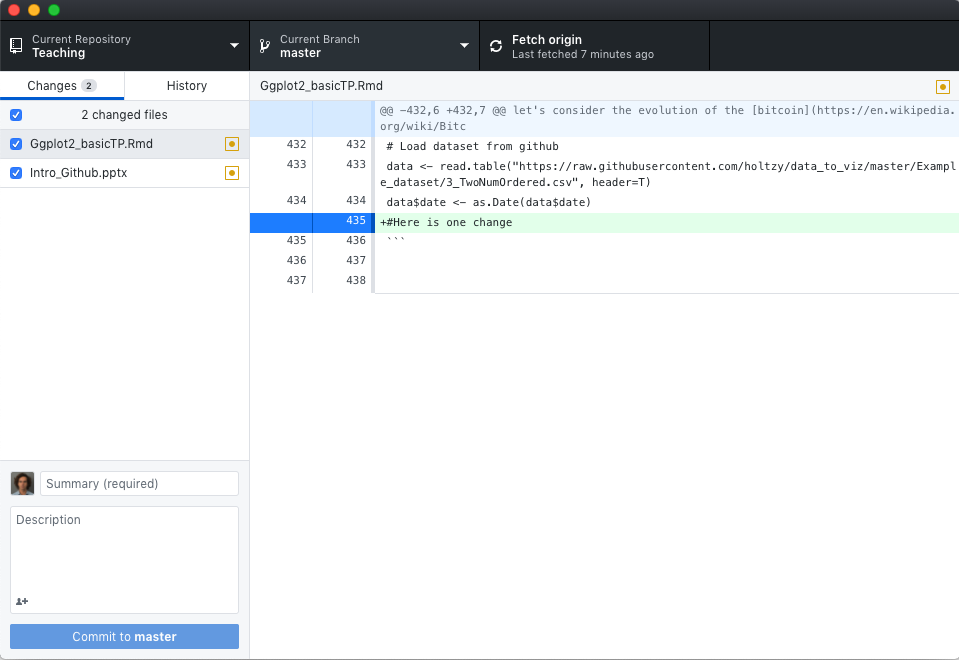 Current Repository
Teaching
Current Branch
master
Fetch origin
Last fetched 7 minutes ago
Changes 2
History
2 changed files
Ggplot2_basicTP.Rmd
Intro_Github.pptx
Summary (required)
Description
Commit to master
Ggplot2_basicTP.Rmd
@@ -432,6 +432,7 @@ let's consider the evolution of the [bitcoin](https://en.wikipedia.
org/wiki/Bitc
432 432 # Load dataset from github
433 433 data <- read.table("https://raw.githubusercontent.com/holtzy/data_to_viz/master/Exampl
e_dataset/3_TwoNumOrdered.csv", header=T)
434 434 data$date <- as.Date(data$date)
435 +#Here is one change
435 436 ```
436 437
437 438